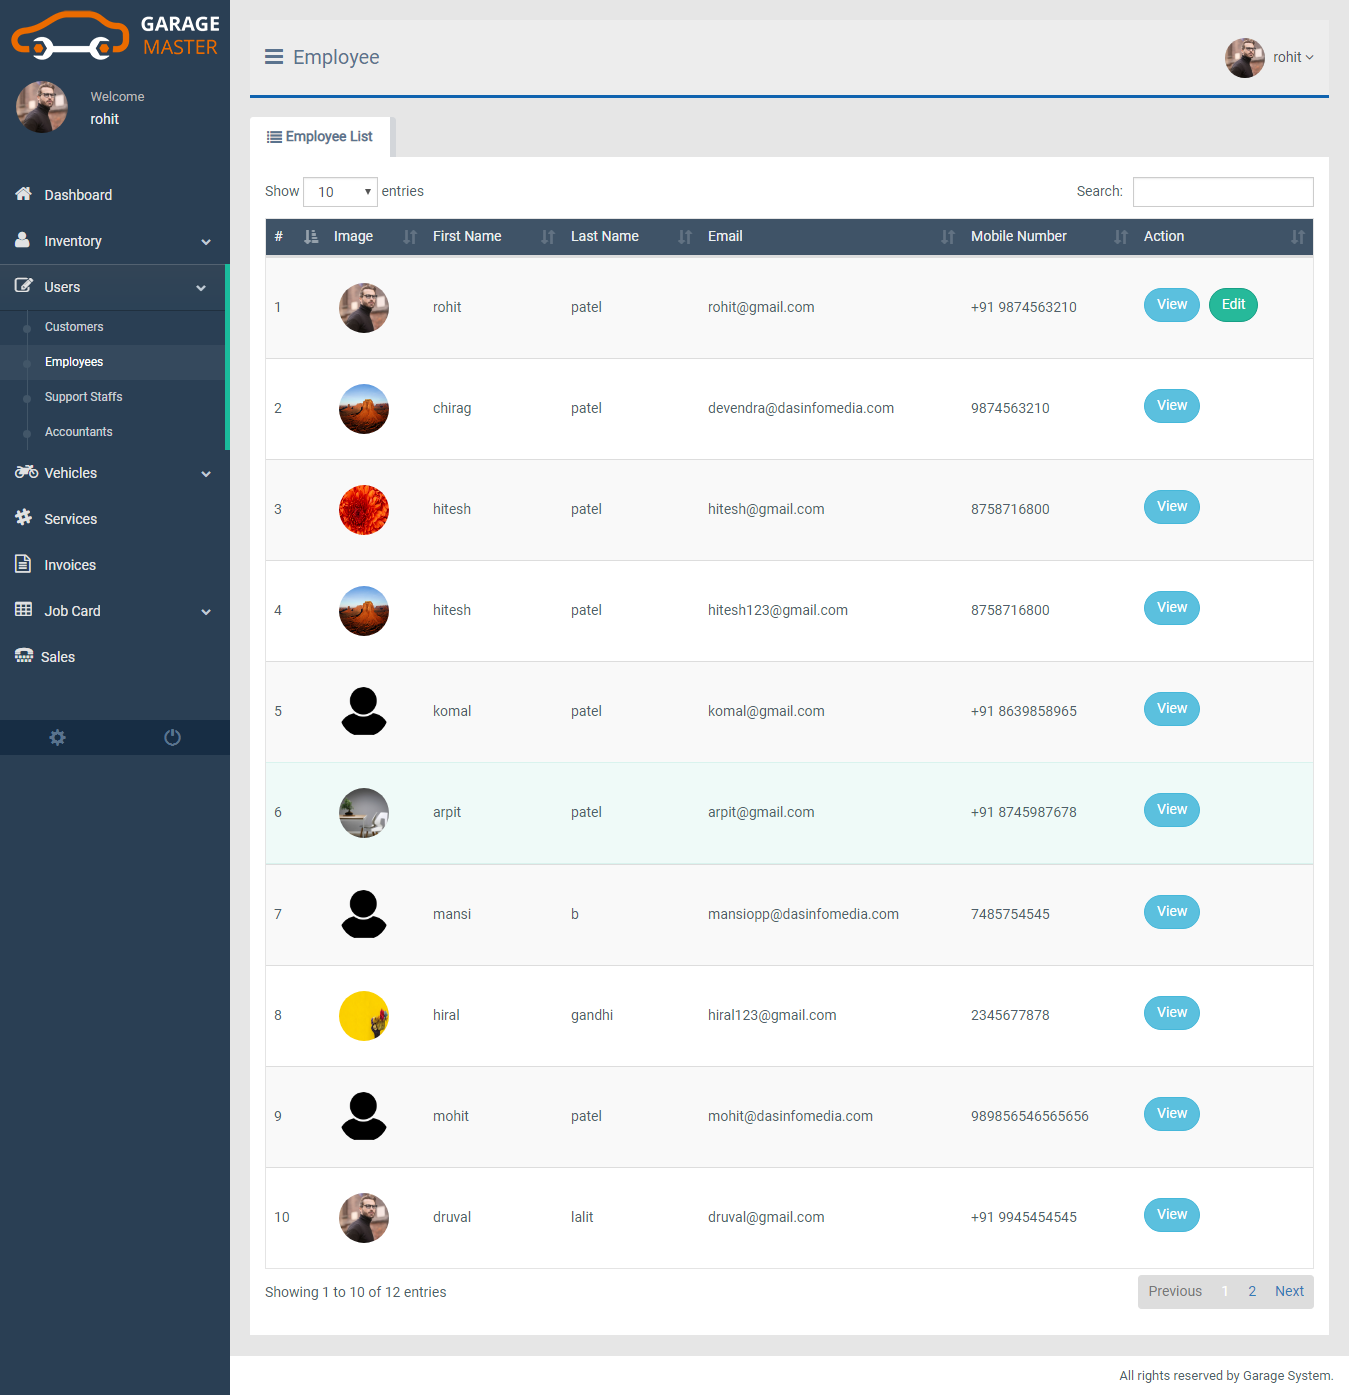 GARAGE
MASTER
Welcome
rohit
Dashboard
Inventory
Users
Customers
Employees
Support Staffs
Accountants
Vehicles
Services
Invoices
Job Card
Sales
Employee
rohit
Employee List
Show 10 entries
Search:
# Image First Name Last Name Email Mobile Number Action
1 rohit patel rohit@gmail.com +91 9874563210 View Edit
2 chirag patel devendra@dasinfomedia.com 9874563210 View
3 hitesh patel hitesh@gmail.com 8758716800 View
4 hitesh patel hitesh123@gmail.com 8758716800 View
5 komal patel komal@gmail.com +91 8639858965 View
6 arpit patel arpit@gmail.com +91 8745987678 View
7 mansi b mansiopp@dasinfomedia.com 7485754545 View
8 hiral gandhi hiral123@gmail.com 2345677878 View
9 mohit patel mohit@dasinfomedia.com 989856546565656 View
10 druval lalit druval@gmail.com +91 9945454545 View
Showing 1 to 10 of 12 entries
Previous 1 2 Next
All rights reserved by Garage System.